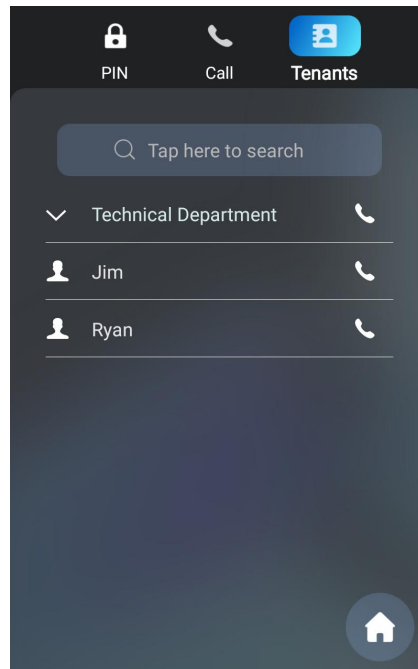 PIN Call Tenants
Tap here to search
Technical Department
Jim
Ryan